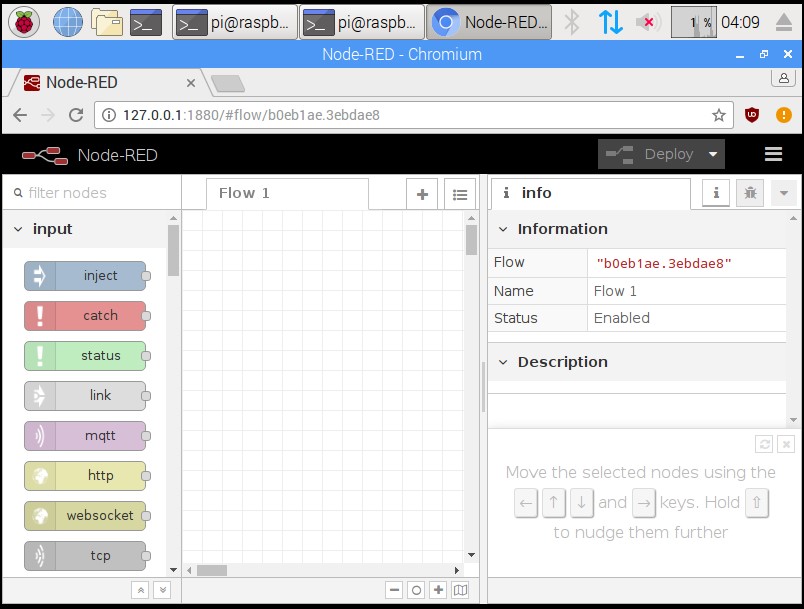 pi@raspb...
pi@raspb...
Node-RED...
1 %
04:09
Node-RED - Chromium
Node-RED
127.0.0.1:1880/#flow/b0eb1ae.3ebdae8
Node-RED
Deploy
filter nodes
Flow 1
info
input
Information
inject
Flow
"b0eb1ae.3ebdae8"
Name
Flow 1
catch
Status
Enabled
status
Description
link
mqtt
http
websocket
tcp
Move the selected nodes using the
← ↑ ↓ and → keys. Hold ⇧
to nudge them further